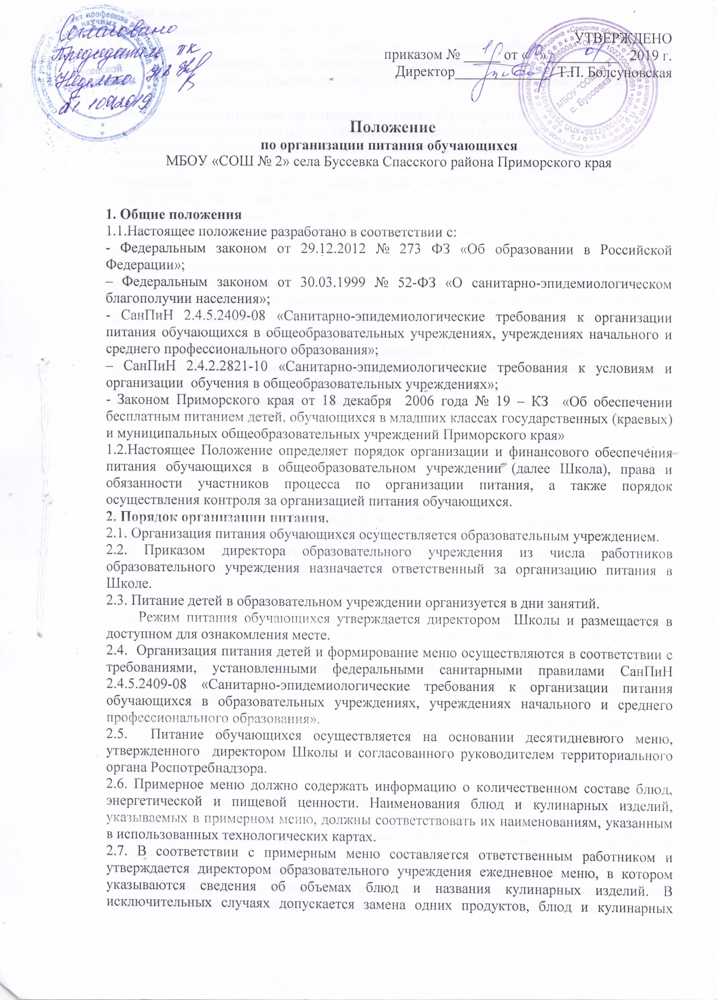 Согласовано
Председатель ПК
УТВЕРЖДЕНО
приказом № 10 от «10» 01 2019 г.
Директор Т.П. Болсуновская
МБОУ "СОШ № 2"
с. Буссевка
Положение
по организации питания обучающихся
МБОУ «СОШ № 2» села Буссевка Спасского района Приморского края
1. Общие положения
1.1.Настоящее положение разработано в соответствии с:
- Федеральным законом от 29.12.2012 № 273 ФЗ «Об образовании в Российской
Федерации»;
– Федеральным законом от 30.03.1999 № 52-ФЗ «О санитарно-эпидемиологическом
благополучии населения»;
- СанПиН 2.4.5.2409-08 «Санитарно-эпидемиологические требования к организации
питания обучающихся в общеобразовательных учреждениях, учреждениях начального и
среднего профессионального образования»;
– СанПиН 2.4.2.2821-10 «Санитарно-эпидемиологические требования к условиям и
организации обучения в общеобразовательных учреждениях»;
- Законом Приморского края от 18 декабря 2006 года № 19 – КЗ «Об обеспечении
бесплатным питанием детей, обучающихся в младших классах государственных (краевых)
и муниципальных общеобразовательных учреждений Приморского края»
1.2.Настоящее Положение определяет порядок организации и финансового обеспечения
питания обучающихся в общеобразовательном учреждении (далее Школа), права и
обязанности участников процесса по организации питания, а также порядок
осуществления контроля за организацией питания обучающихся.
2. Порядок организации питания.
2.1. Организация питания обучающихся осуществляется образовательным учреждением.
2.2. Приказом директора образовательного учреждения из числа работников
образовательного учреждения назначается ответственный за организацию питания в
Школе.
2.3. Питание детей в образовательном учреждении организуется в дни занятий.
Режим питания обучающихся утверждается директором Школы и размещается в
доступном для ознакомления месте.
2.4. Организация питания детей и формирование меню осуществляются в соответствии с
требованиями, установленными федеральными санитарными правилами СанПиН
2.4.5.2409-08 «Санитарно-эпидемиологические требования к организации питания
обучающихся в образовательных учреждениях, учреждениях начального и среднего
профессионального образования».
2.5. Питание обучающихся осуществляется на основании десятидневного меню,
утвержденного директором Школы и согласованного руководителем территориального
органа Роспотребнадзора.
2.6. Примерное меню должно содержать информацию о количественном составе блюд,
энергетической и пищевой ценности. Наименования блюд и кулинарных изделий,
указываемых в примерном меню, должны соответствовать их наименованиям, указанным
в использованных технологических картах.
2.7. В соответствии с примерным меню составляется ответственным работником и
утверждается директором образовательного учреждения ежедневное меню, в котором
указываются сведения об объемах блюд и названия кулинарных изделий. В
исключительных случаях допускается замена одних продуктов, блюд и кулинарных